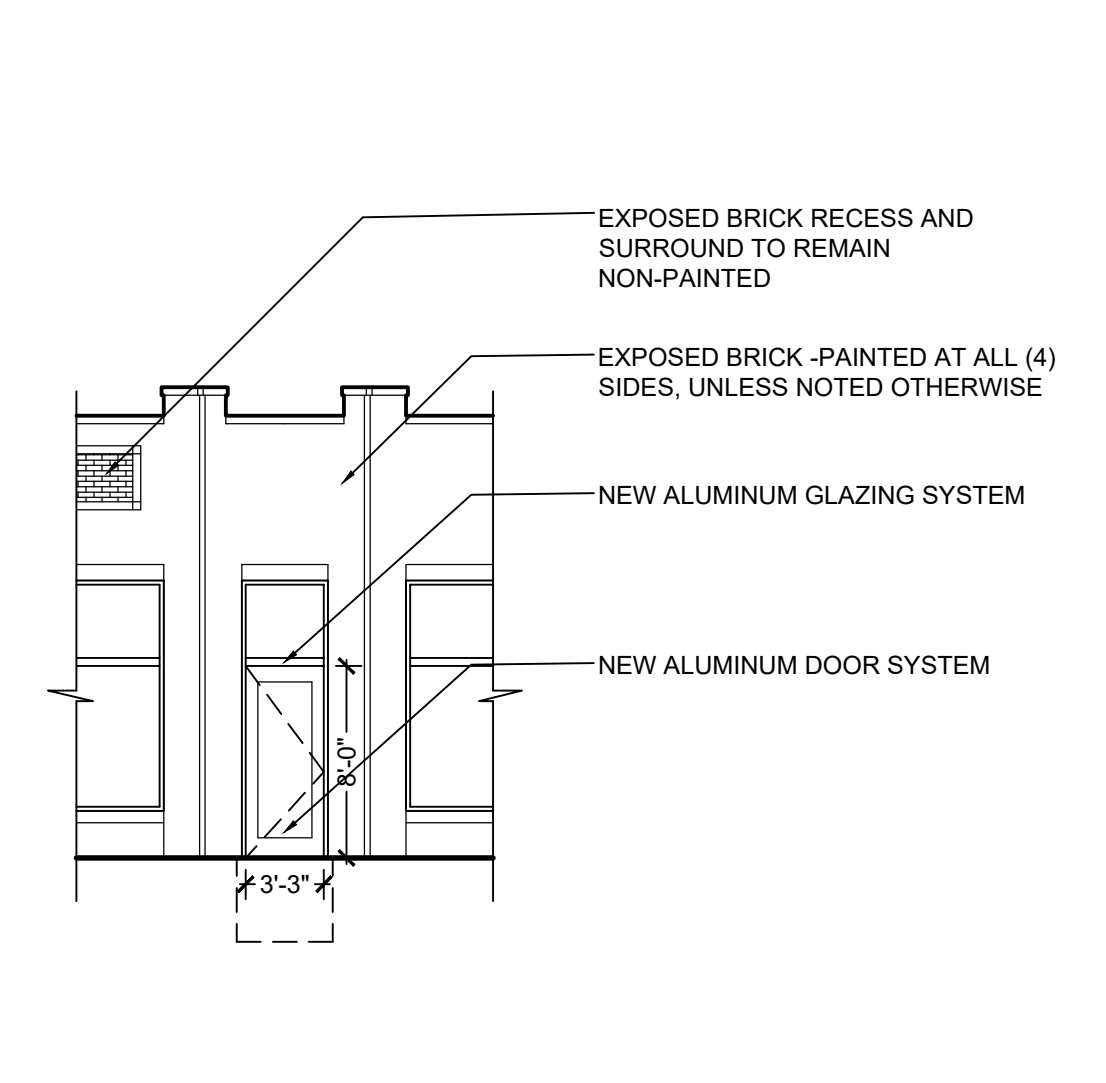 EXPOSED BRICK RECESS AND
SURROUND TO REMAIN
NON-PAINTED
EXPOSED BRICK -PAINTED AT ALL (4)
SIDES, UNLESS NOTED OTHERWISE
NEW ALUMINUM GLAZING SYSTEM
NEW ALUMINUM DOOR SYSTEM
8'-0"
3'-3"